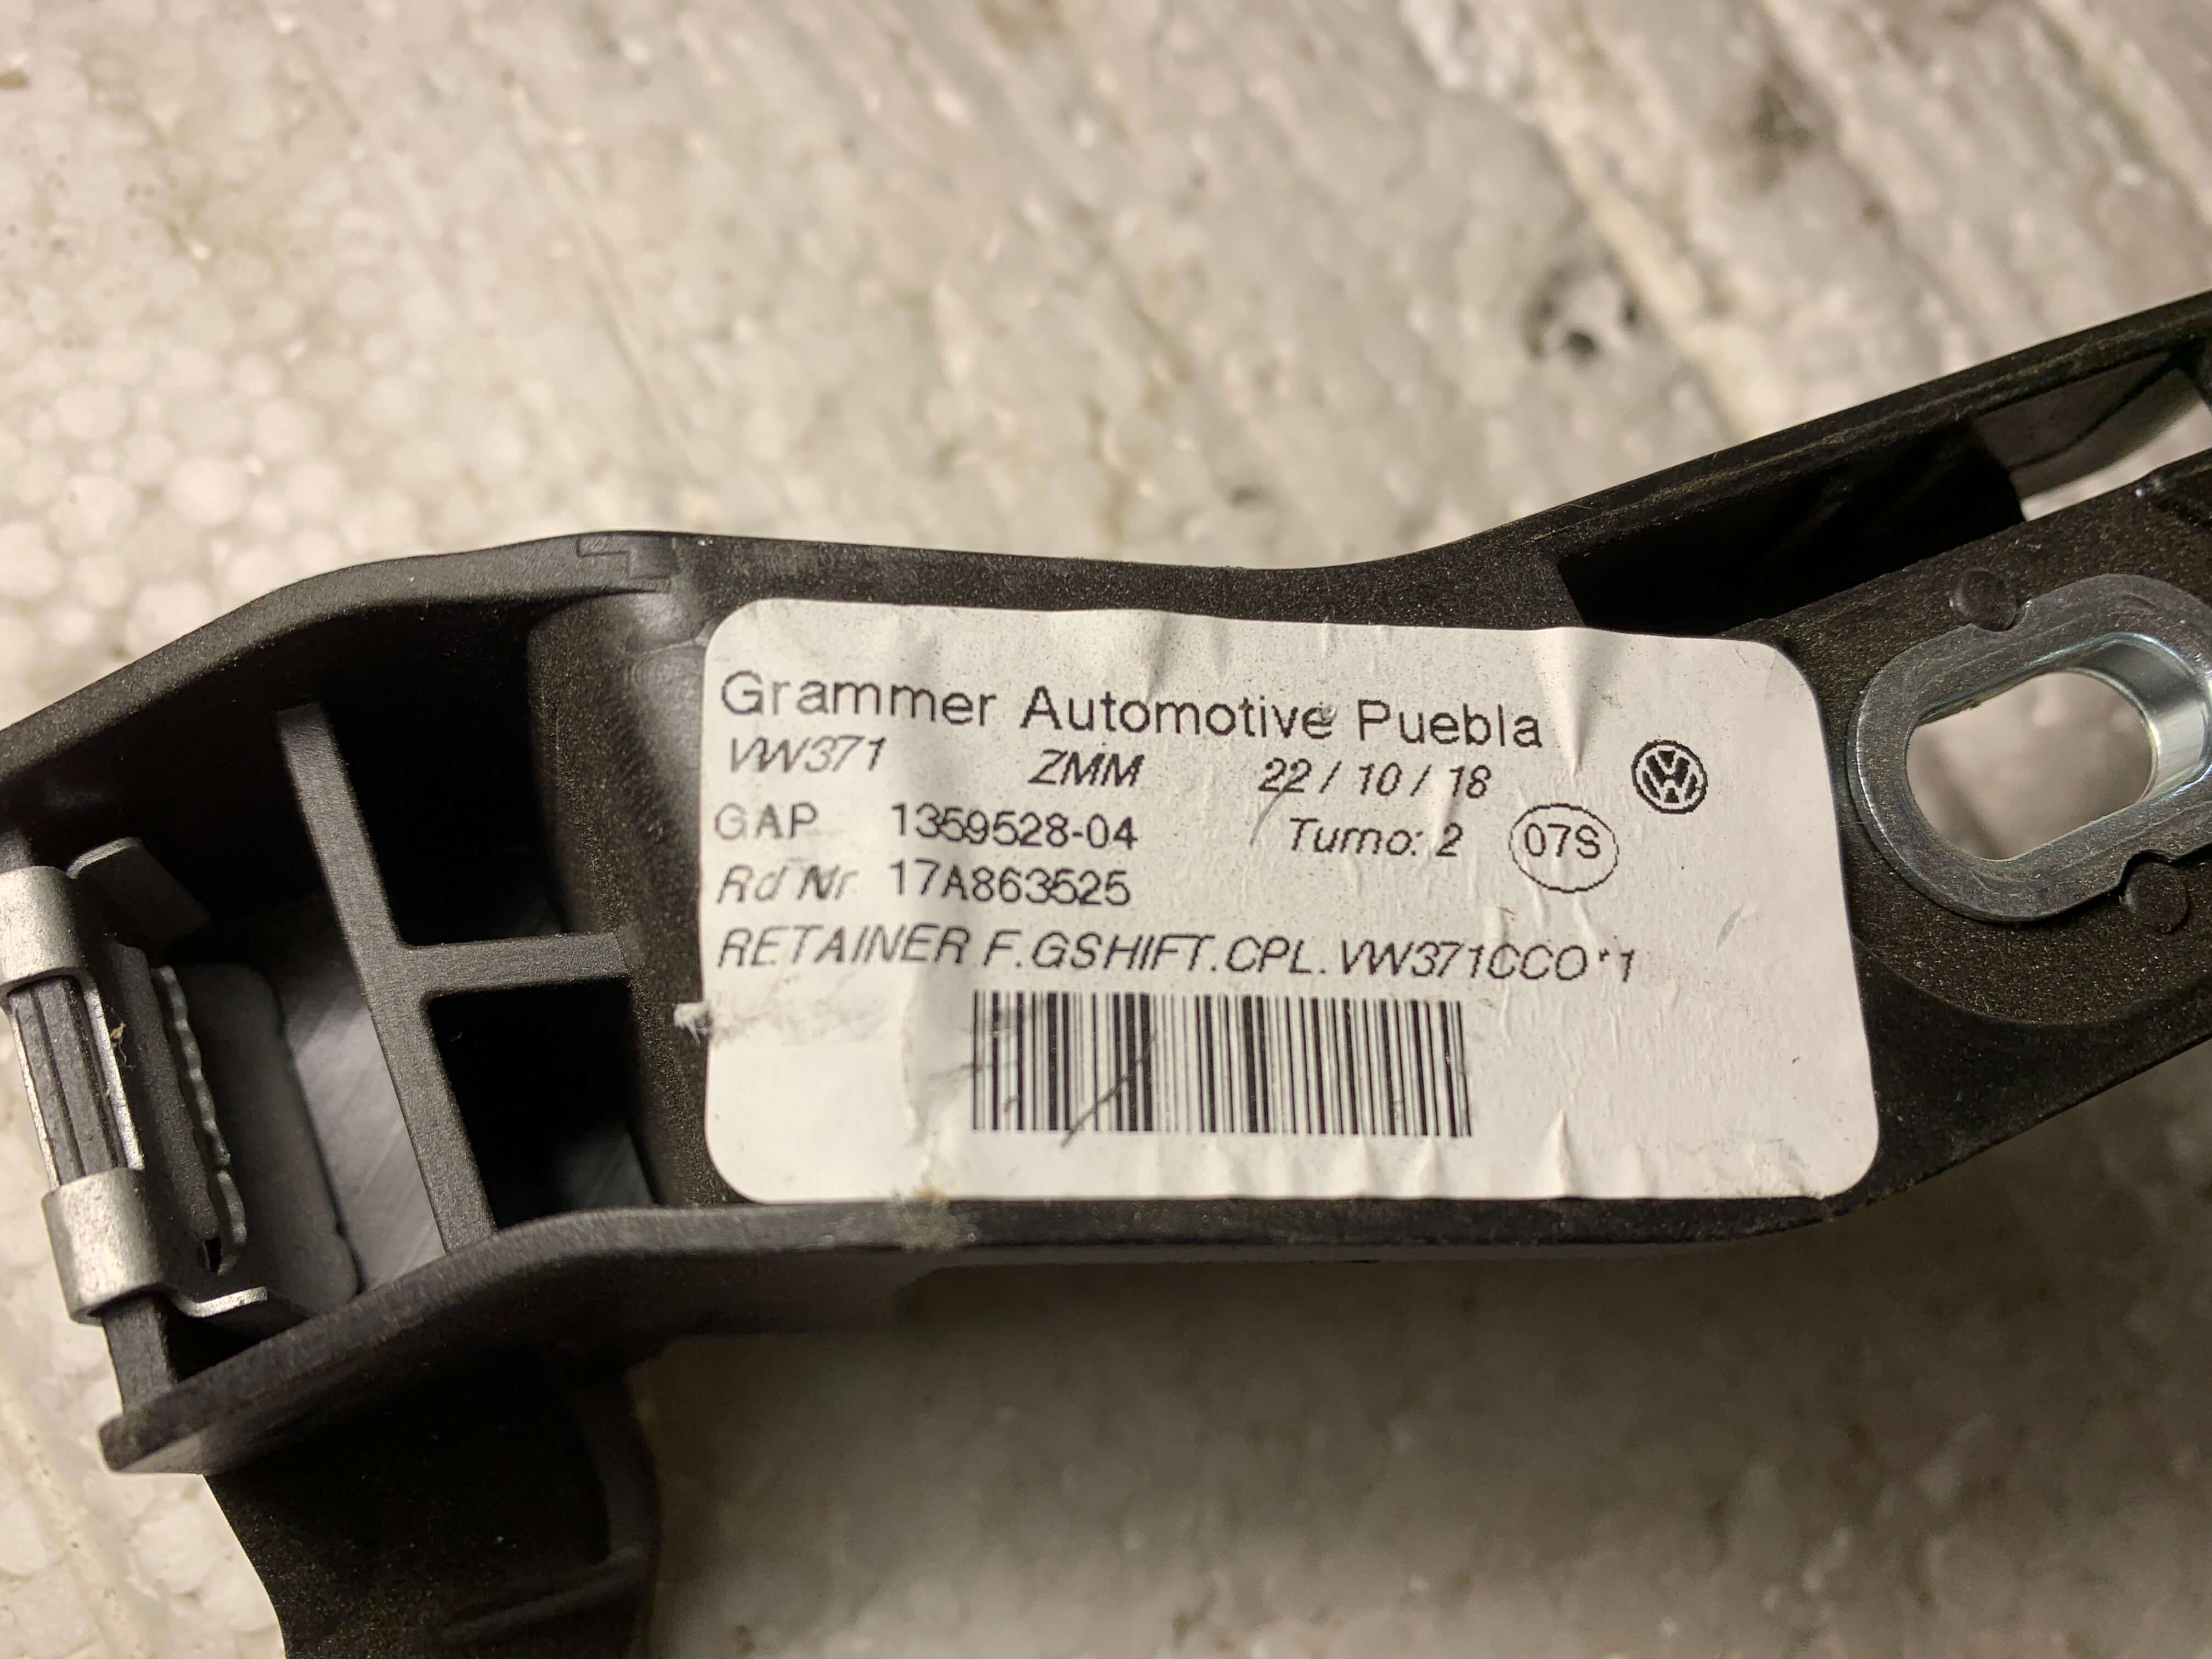 Grammer Automotive Puebla
VW371 ZMM 22 / 10 / 18
GAP 1359528-04 Turno: 2 07S
Rd Nr 17A863525
RETAINER F.GSHIFT.CPL.VW371CCO*1